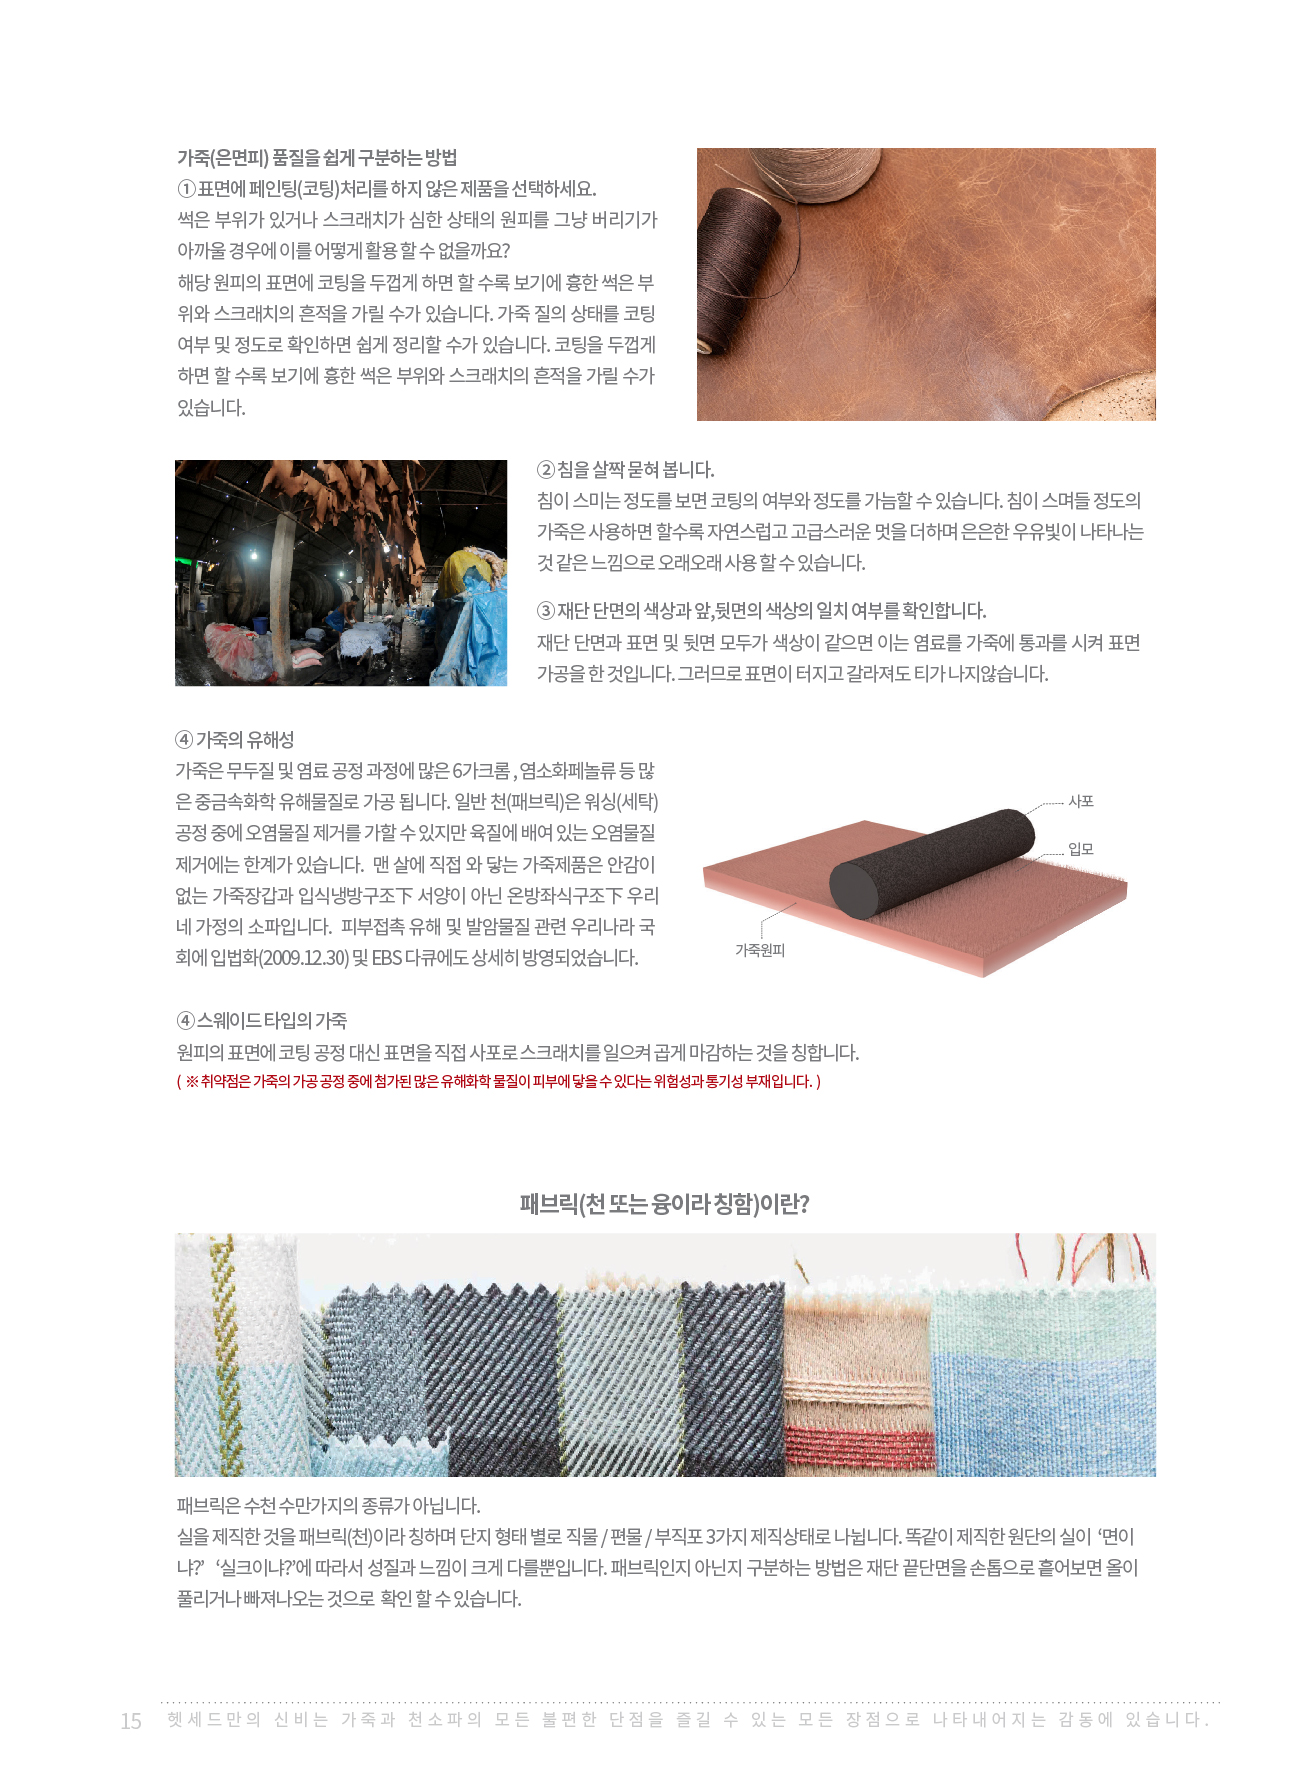 가죽(은면피) 품질을 쉽게 구분하는 방법
① 표면에 페인팅(코팅)처리를 하지 않은 제품을 선택하세요.
썩은 부위가 있거나 스크래치가 심한 상태의 원피를 그냥 버리기가
아까울 경우에 이를 어떻게 활용 할 수 없을까요?
해당 원피의 표면에 코팅을 두껍게 하면 할 수록 보기에 흉한 썩은 부
위와 스크래치의 흔적을 가릴 수가 있습니다. 가죽 질의 상태를 코팅
여부 및 정도로 확인하면 쉽게 정리할 수가 있습니다. 코팅을 두껍게
하면 할 수록 보기에 흉한 썩은 부위와 스크래치의 흔적을 가릴 수가
있습니다.
② 침을 살짝 묻혀 봅니다.
침이 스미는 정도를 보면 코팅의 여부와 정도를 가늠할 수 있습니다. 침이 스며들 정도의
가죽은 사용하면 할수록 자연스럽고 고급스러운 멋을 더하며 은은한 우유빛이 나타나는
것 같은 느낌으로 오래오래 사용 할 수 있습니다.
③ 재단 단면의 색상과 앞,뒷면의 색상의 일치 여부를 확인합니다.
재단 단면과 표면 및 뒷면 모두가 색상이 같으면 이는 염료를 가죽에 통과를 시켜 표면
가공을 한 것입니다. 그러므로 표면이 터지고 갈라져도 티가 나지않습니다.
④ 가죽의 유해성
가죽은 무두질 및 염료 공정 과정에 많은 6가크롬 , 염소화페놀류 등 많
은 중금속화학 유해물질로 가공 됩니다. 일반 천(패브릭)은 워싱(세탁)
공정 중에 오염물질 제거를 가할 수 있지만 육질에 배여 있는 오염물질
제거에는 한계가 있습니다. 맨 살에 직접 와 닿는 가죽제품은 안감이
없는 가죽장갑과 입식냉방구조下 서양이 아닌 온방좌식구조下 우리
네 가정의 소파입니다. 피부접촉 유해 및 발암물질 관련 우리나라 국
회에 입법화(2009.12.30) 및 EBS 다큐에도 상세히 방영되었습니다.
사포
입모
가죽원피
④ 스웨이드 타입의 가죽
원피의 표면에 코팅 공정 대신 표면을 직접 사포로 스크래치를 일으켜 곱게 마감하는 것을 칭합니다.
( ※ 취약점은 가죽의 가공 공정 중에 첨가된 많은 유해화학 물질이 피부에 닿을 수 있다는 위험성과 통기성 부재입니다. )
패브릭(천 또는 융이라 칭함)이란?
패브릭은 수천 수만가지의 종류가 아닙니다.
실을 제직한 것을 패브릭(천)이라 칭하며 단지 형태 별로 직물 / 편물 / 부직포 3가지 제직상태로 나뉩니다. 똑같이 제직한 원단의 실이 ‘면이
냐?’ ‘실크이냐?’에 따라서 성질과 느낌이 크게 다를뿐입니다. 패브릭인지 아닌지 구분하는 방법은 재단 끝단면을 손톱으로 흩어보면 올이
풀리거나 빠져나오는 것으로 확인 할 수 있습니다.
15 헷세드만의 신비는 가죽과 천소파의 모든 불편한 단점을 즐길 수 있는 모든 장점으로 나타내어지는 감동에 있습니다.